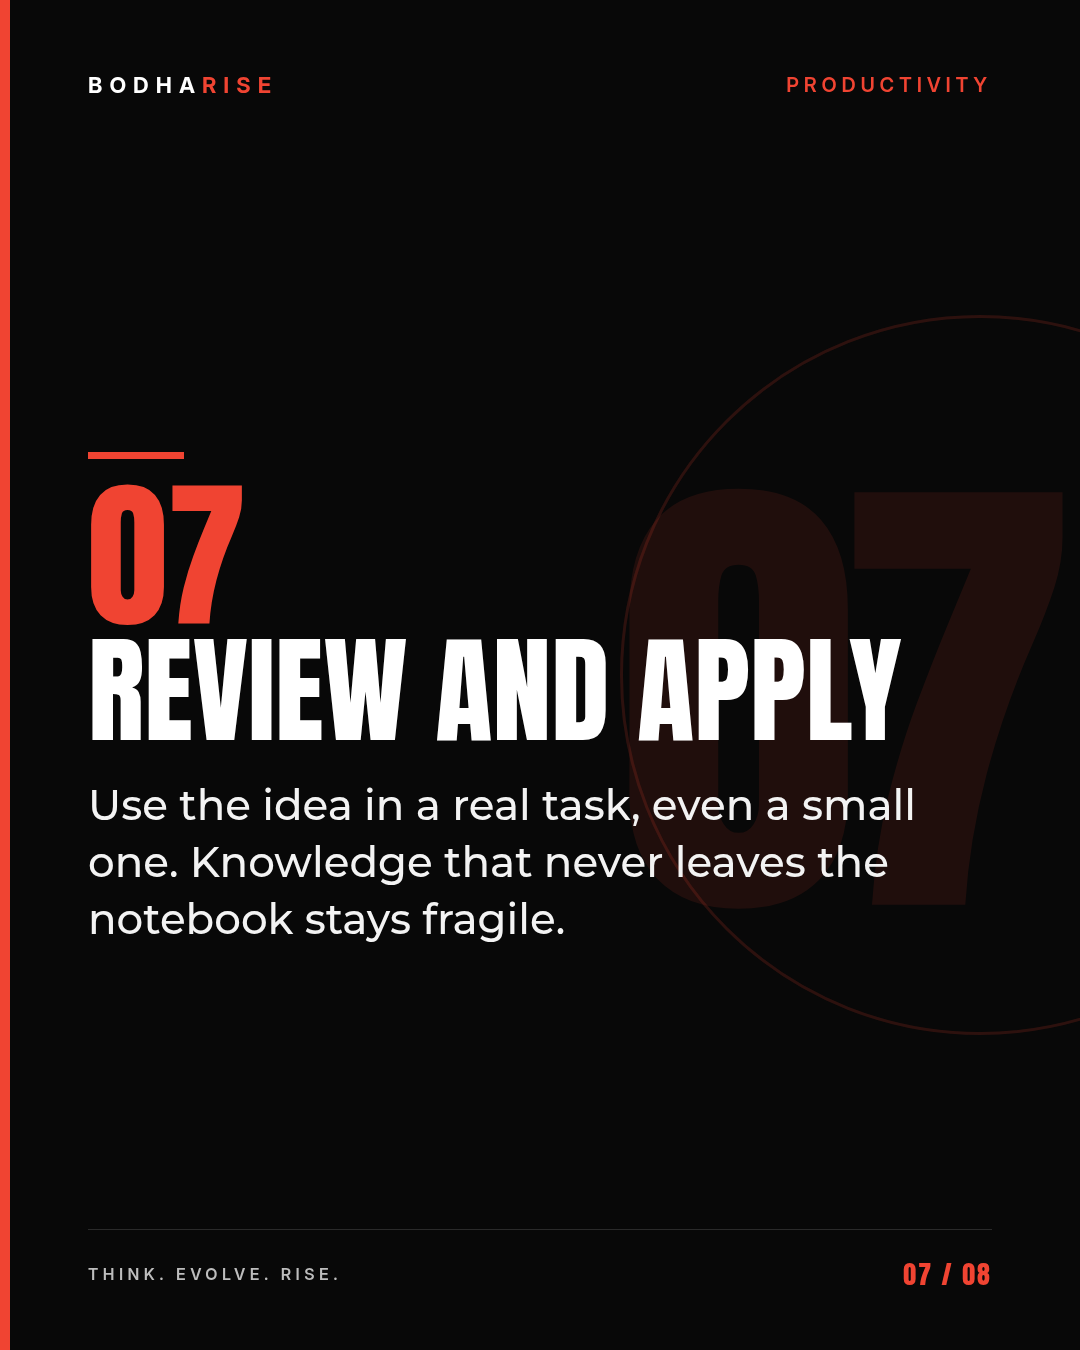 BODHARISE
PRODUCTIVITY
07
07
REVIEW AND APPLY
Use the idea in a real task, even a small
one. Knowledge that never leaves the
notebook stays fragile.
THINK. EVOLVE. RISE.
07 / 08